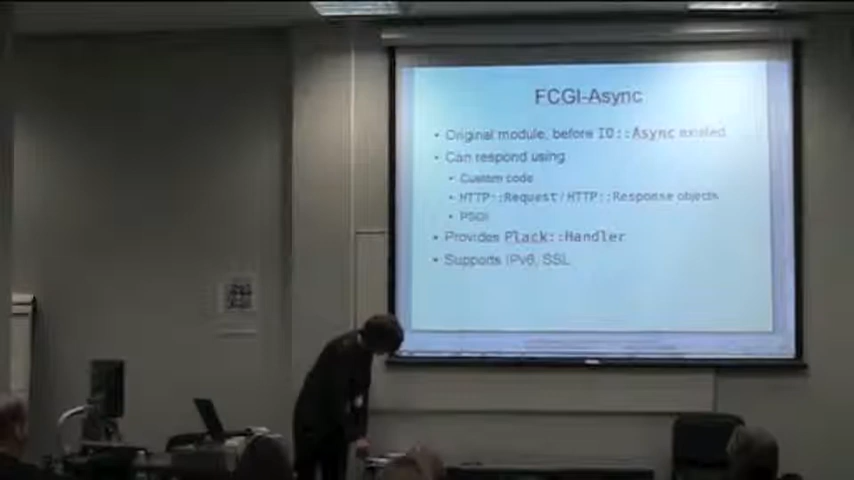 FCGI-Async
• Original module, before IO::Async existed
• Can respond using
• Custom code
• HTTP::Request/HTTP::Response objects
• PSGI
• Provides Plack::Handler
• Supports IPv6, SSL